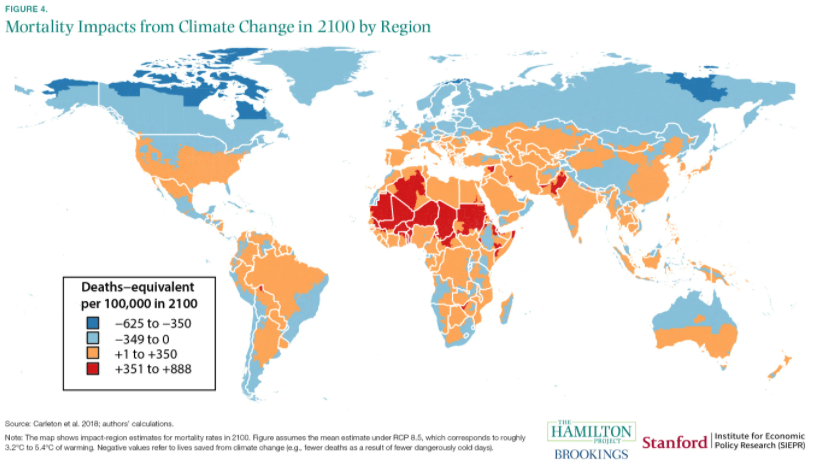 FIGURE 4.
Mortality Impacts from Climate Change in 2100 by Region
Deaths–equivalent
per 100,000 in 2100
−625 to −350
−349 to 0
+1 to +350
+351 to +888
Source: Carleton et al. 2018; authors' calculations.
Note: The map shows impact-region estimates for mortality rates in 2100. Figure assumes the mean estimate under RCP 8.5, which corresponds to roughly
3.2°C to 5.4°C of warming. Negative values refer to lives saved from climate change (e.g., fewer deaths as a result of fewer dangerously cold days).
THE
HAMILTON
PROJECT
BROOKINGS
Stanford
Institute for Economic
Policy Research (SIEPR)